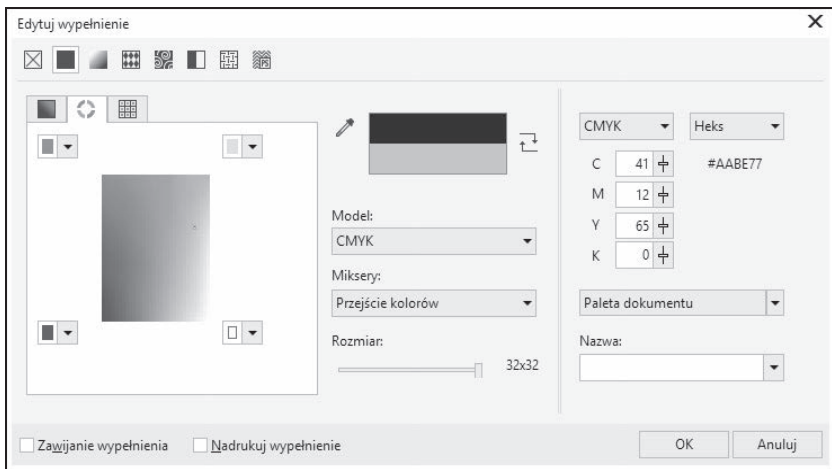 Edytuj wypełnienie
PS
CMYK
Heks
C 41 #AABE77
M 12
Y 65
K 0
Model:
CMYK
Miksery:
Przejście kolorów
Paleta dokumentu
Rozmiar:
32x32
Nazwa:
Zawijanie wypełnienia
Nadrukuj wypełnienie
OK
Anuluj